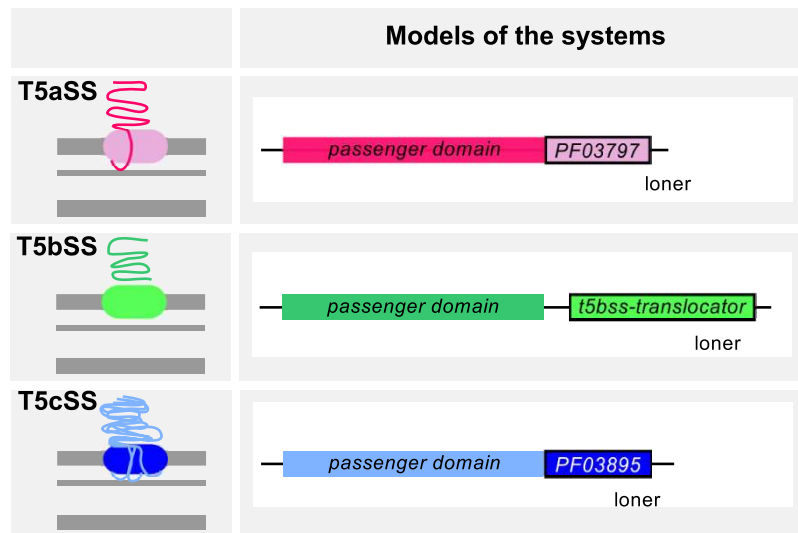 Models of the systems
T5aSS
passenger domain PF03797
loner
T5bSS
passenger domain t5bss-translocator
loner
T5cSS
passenger domain PF03895
loner